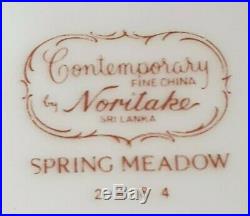 Contemporary
FINE CHINA
by Noritake
SRI LANKA
SPRING MEADOW